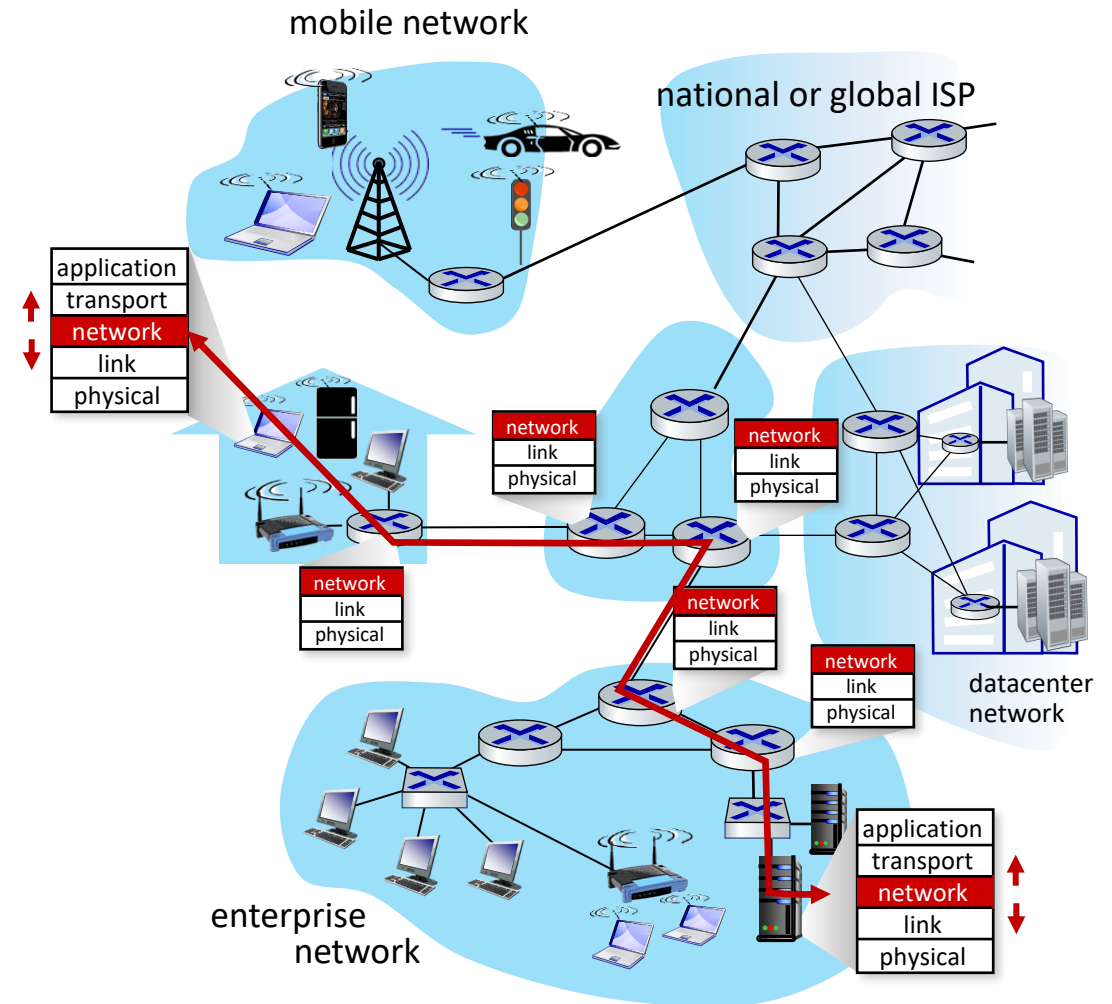 mobile network
national or global ISP
application
transport
network
link
physical
network
link
physical
network
link
physical
network
link
physical
network
link
physical
network
link
physical
datacenter
network
application
transport
network
link
physical
enterprise
network